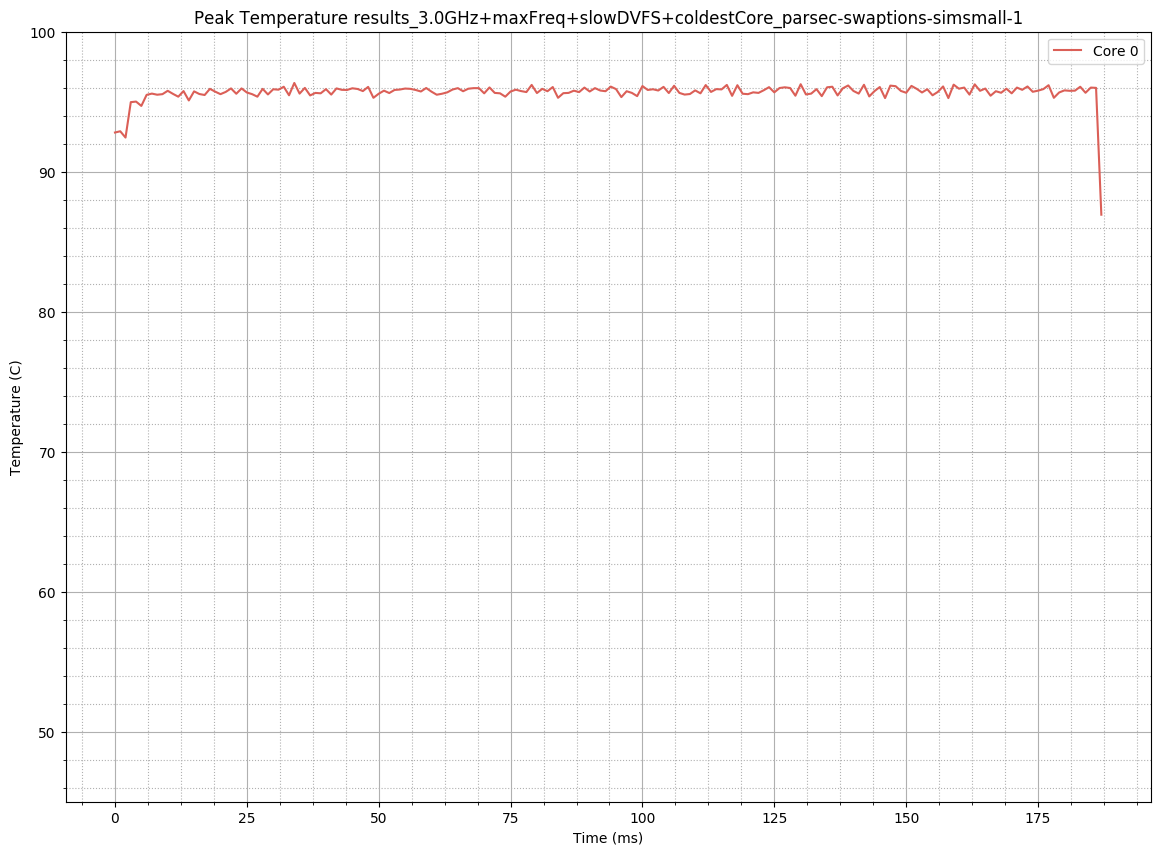 Peak Temperature results_3.0GHz+maxFreq+slowDVFS+coldestCore_parsec-swaptions-simsmall-1
Core 0
100
90
80
70
60
50
Temperature (C)
0 25 50 75 100 125 150 175
Time (ms)